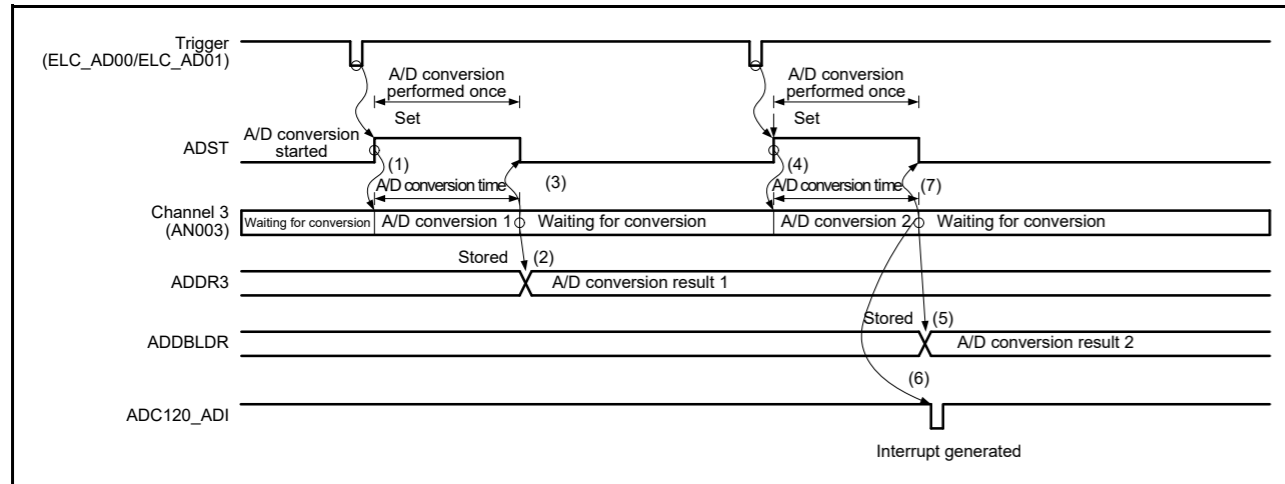 Trigger
(ELC_AD00/ELC_AD01)
A/D conversion
performed once
A/D conversion
performed once
Set
Set
ADST
A/D conversion
started
(1)
(3)
(4)
(7)
A/D conversion time
A/D conversion time
Channel 3
(AN003)
Waiting for conversion
A/D conversion 1
Waiting for conversion
A/D conversion 2
Waiting for conversion
Stored
(2)
ADDR3
A/D conversion result 1
Stored
(5)
ADDBLDR
A/D conversion result 2
(6)
ADC120_ADI
Interrupt generated